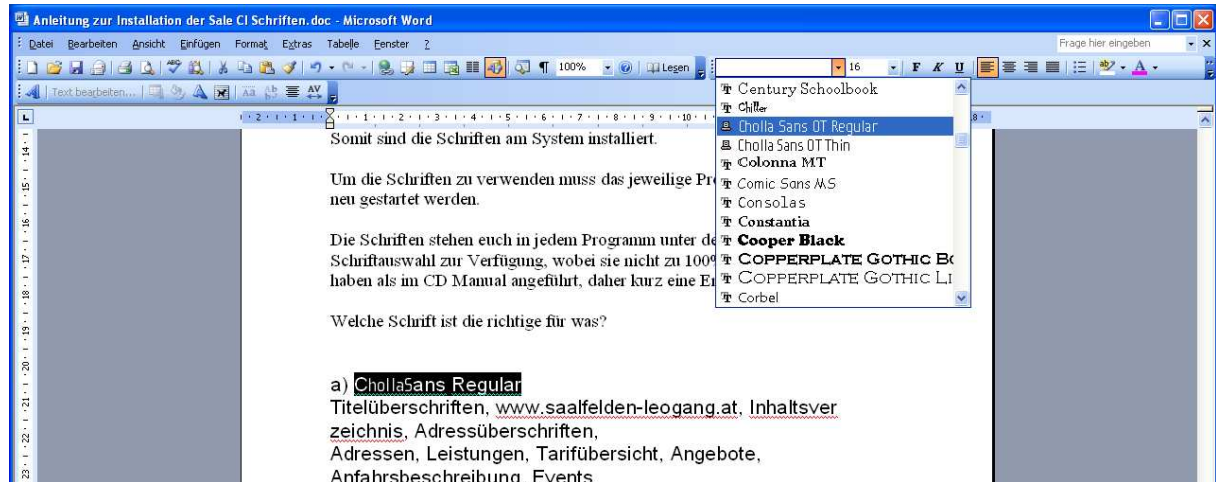 Anleitung zur Installation der Sale CI Schriften.doc - Microsoft Word
Datei Bearbeiten Ansicht Einfügen Format Extras Tabelle Fenster ?
Frage hier eingeben
100% Lesen 16 F K U
Text bearbeiten...
Century Schoolbook
Chiller
Cholla Sans OT Regular
Cholla Sans OT Thin
Colonna MT
Comic Sans MS
Consolas
Constantia
Cooper Black
COPPERPLATE GOTHIC BO
COPPERPLATE GOTHIC LI
Corbel
Somit sind die Schriften am System installiert.
Um die Schriften zu verwenden muss das jeweilige Pr
neu gestartet werden.
Die Schriften stehen euch in jedem Programm unter de
Schriftauswahl zur Verfügung, wobei sie nicht zu 100%
haben als im CD Manual angeführt, daher kurz eine Er
Welche Schrift ist die richtige für was?
a) ChollaSans Regular
Titelüberschriften, www.saalfelden-leogang.at, Inhaltsver
zeichnis, Adressüberschriften,
Adressen, Leistungen, Tarifübersicht, Angebote,
Anfahrsbeschreibung, Events